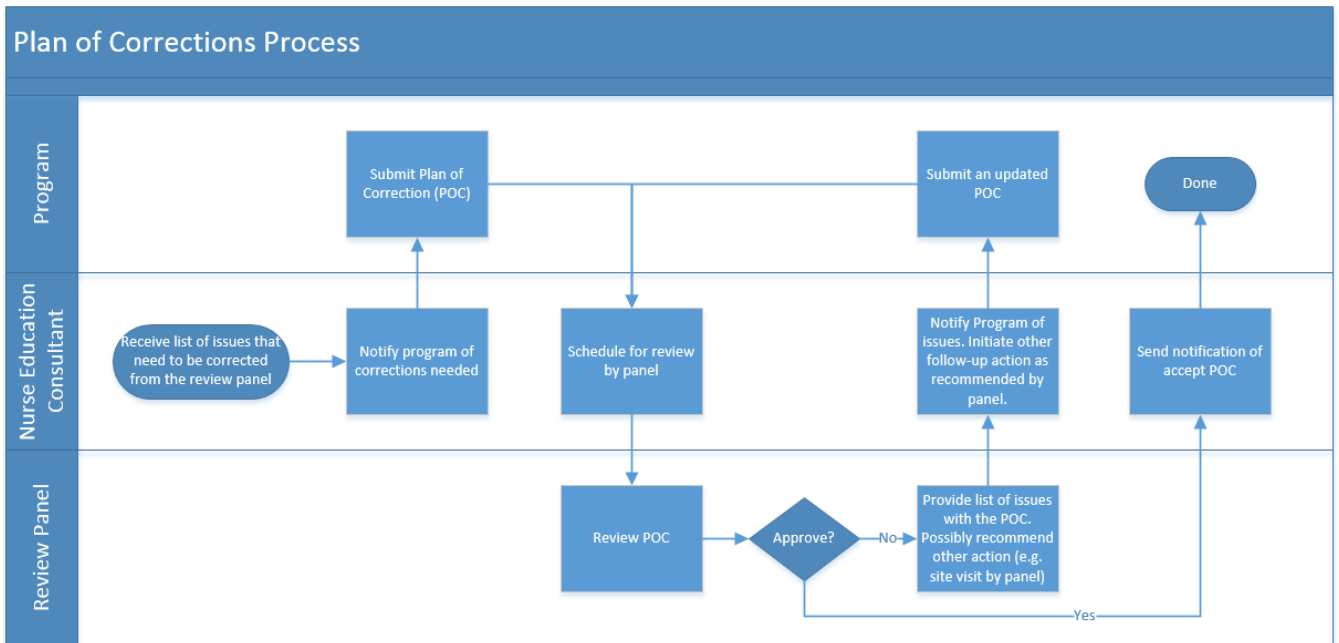 Plan of Corrections Process
Program
Submit Plan of
Correction (POC)
Submit an updated
POC
Done
Nurse Education
Consultant
Receive list of issues that
need to be corrected
from the review panel
Notify program of
corrections needed
Schedule for review
by panel
Notify Program of
issues. Initiate other
follow-up action as
recommended by
panel.
Send notification of
accept POC
Review Panel
Review POC
Approve?
No
Provide list of issues
with the POC.
Possibly recommend
other action (e.g.
site visit by panel)
Yes